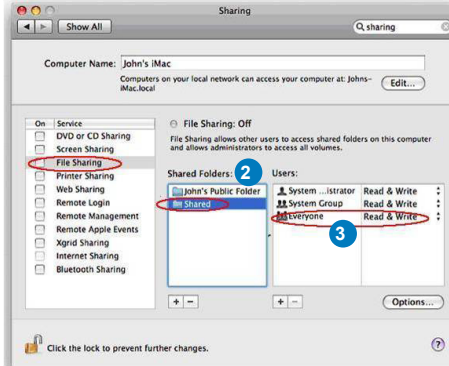 Sharing
Show All
sharing
Computer Name: John's iMac
Computers on your local network can access your computer at: Johns-
iMac.local
Edit...
On Service
DVD or CD Sharing
Screen Sharing
File Sharing
Printer Sharing
Web Sharing
Remote Login
Remote Management
Remote Apple Events
Xgrid Sharing
Internet Sharing
Bluetooth Sharing
File Sharing: Off
File Sharing allows other users to access shared folders on this computer
and allows administrators to access all volumes.
Shared Folders: 2
John's Public Folder
Shared
+ −
Users:
System ...istrator Read & Write
System Group Read & Write
Everyone Read & Write
3
+ −
Options...
Click the lock to prevent further changes.
?